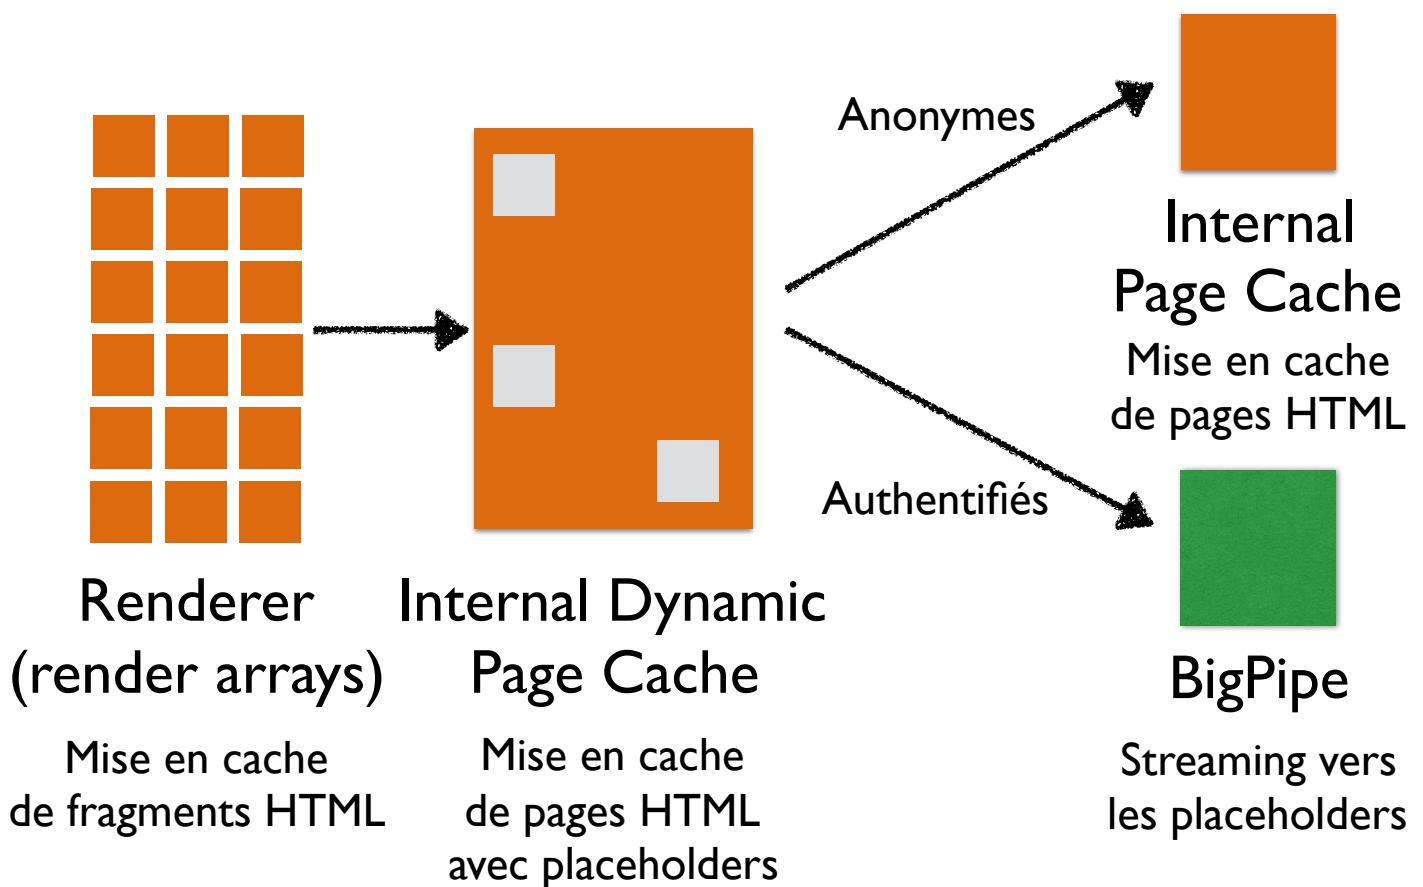 Anonymes
Internal
Page Cache
Mise en cache
de pages HTML
Authentifiés
Renderer
(render arrays)
Mise en cache
de fragments HTML
Internal Dynamic
Page Cache
Mise en cache
de pages HTML
avec placeholders
BigPipe
Streaming vers
les placeholders